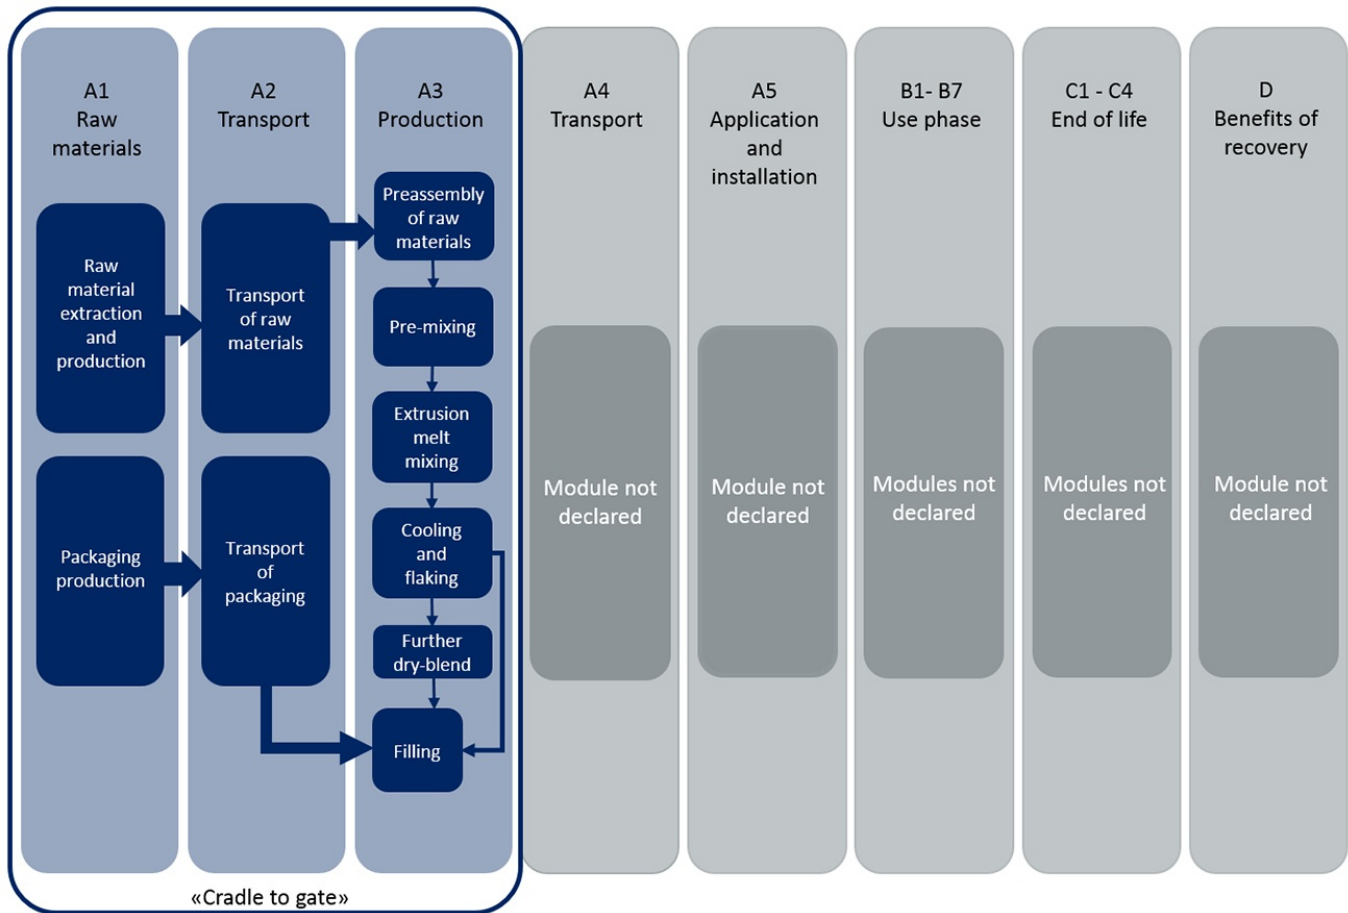 A1
Raw
materials
A2
Transport
A3
Production
A4
Transport
A5
Application
and
installation
B1- B7
Use phase
C1 - C4
End of life
D
Benefits of
recovery
Raw
material
extraction
and
production
Transport
of raw
materials
Preassembly
of raw
materials
Pre-mixing
Extrusion
melt
mixing
Cooling
and
flaking
Further
dry-blend
Filling
Packaging
production
Transport
of
packaging
Module not
declared
Module not
declared
Modules not
declared
Modules not
declared
Module not
declared
«Cradle to gate»